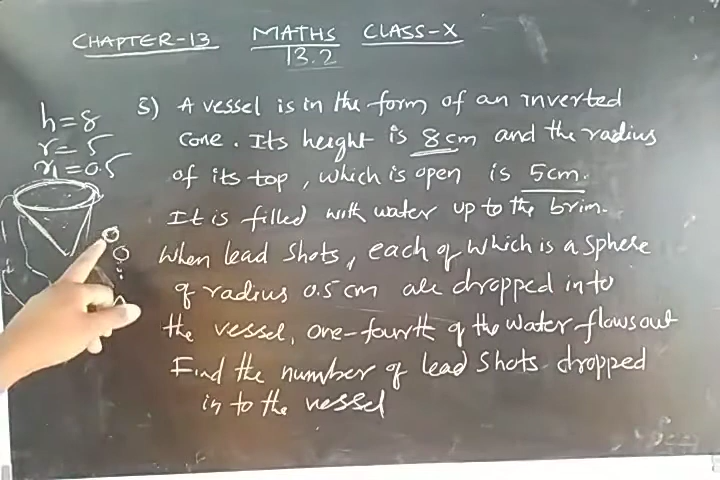 CHAPTER-13 MATHS CLASS-X
13.2
h=8
r= 5
r1=0.5
5) A vessel is in the form of an inverted
cone. Its height is 8cm and the radius
of its top, which is open is 5cm.
It is filled with water up to the brim.
When lead shots, each of which is a sphere
of radius 0.5 cm are dropped in to
the vessel, one-fourth of the water flows out
Find the number of lead shots dropped
in to the vessel